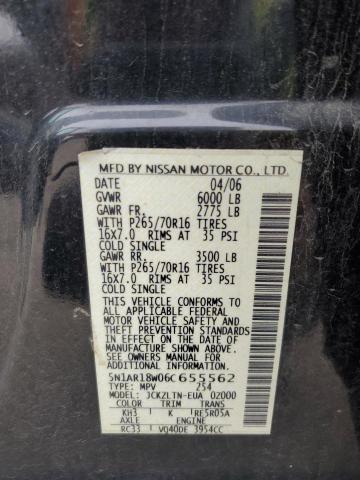 MFD BY NISSAN MOTOR CO., LTD.
DATE 04/06
GVWR 6000 LB
GAWR FR. 2775 LB
WITH P265/70R16 TIRES
16X7.0 RIMS AT 35 PSI
COLD SINGLE
GAWR RR. 3500 LB
WITH P265/70R16 TIRES
16X7.0 RIMS AT 35 PSI
COLD SINGLE
THIS VEHICLE CONFORMS TO ALL
APPLICABLE FEDERAL MOTOR
VEHICLE SAFETY AND THEFT
PREVENTION STANDARDS IN
EFFECT ON THE DATE OF
MANUFACTURE SHOWN ABOVE.
SEE OWNERS MANUAL FOR
ADDITIONAL INFORMATION.
5N1AR18W06C655562
TYPE: MPV 254
MODEL: JCKZLTN-EUA 02000
COLOR TRIM TRANS
KH3 K RE5R05A
AXLE ENGINE
RC33 VQ40DE 3954CC